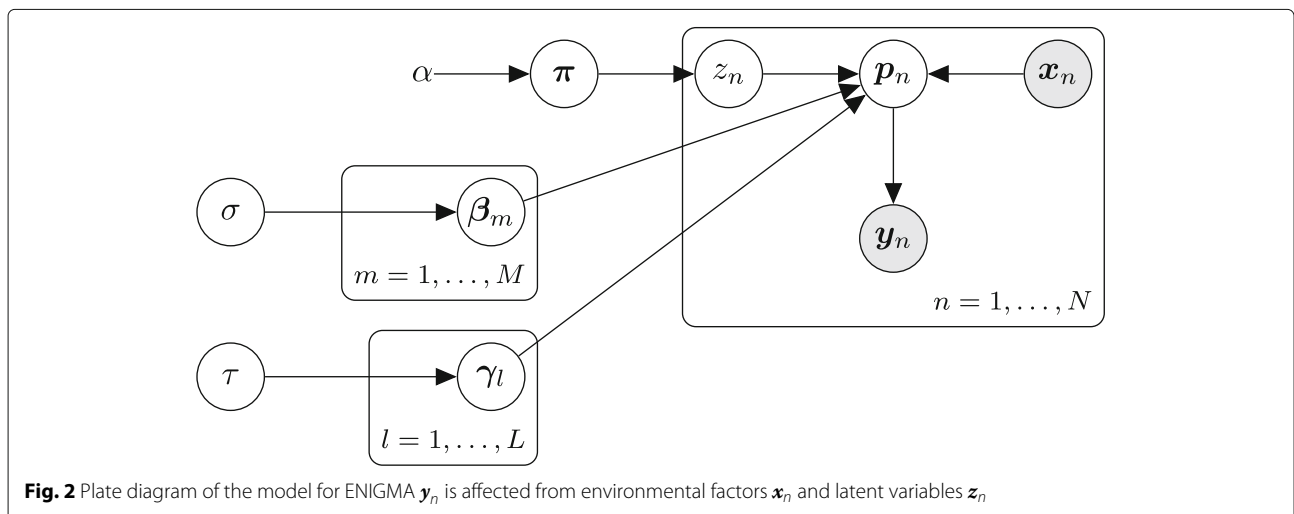 α π z_n p_n x_n
σ β_m y_n
m = 1, . . . , M
n = 1, . . . , N
τ γ_l
l = 1, . . . , L
Fig. 2 Plate diagram of the model for ENIGMA y_n is affected from environmental factors x_n and latent variables z_n